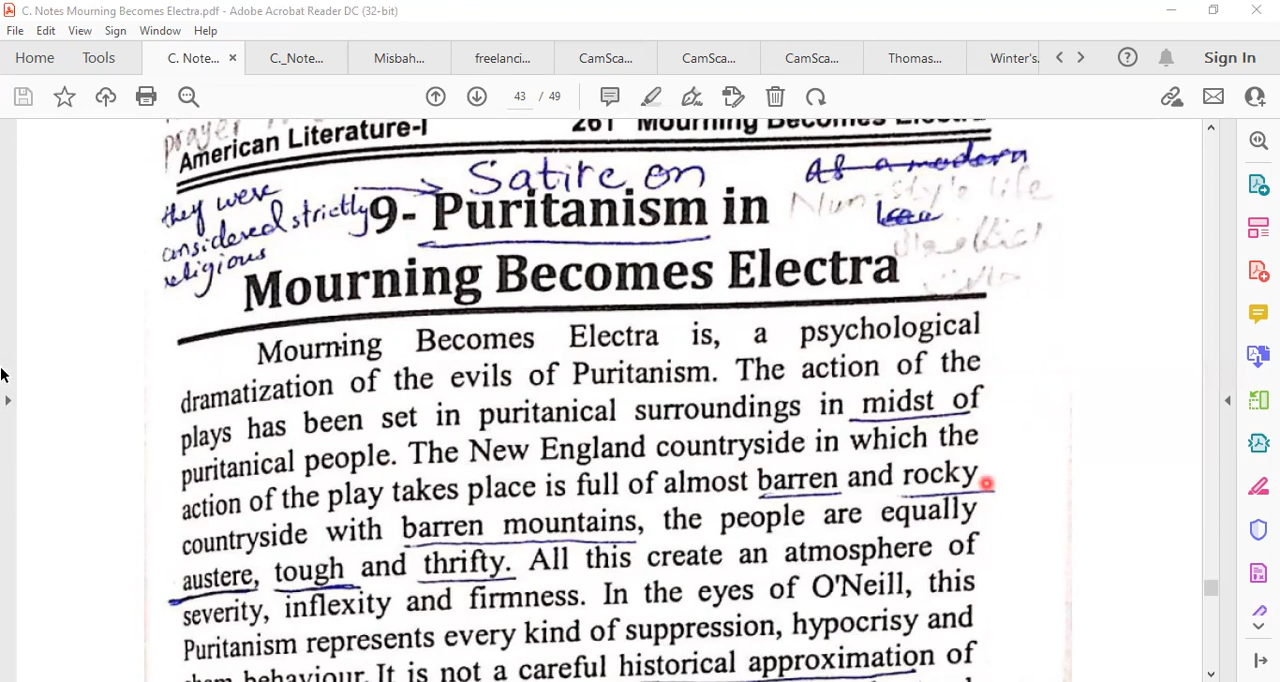 C. Notes Mourning Becomes Electra.pdf - Adobe Acrobat Reader DC (32-bit)
File Edit View Sign Window Help
Home Tools C. Note... × C._Note... Misbah... freelanci... CamSca... CamSca... CamSca... Thomas... Winter's Sign In
43 / 49
prayer
American Literature-I 261 Mourning Becomes Electra
they were considered strictly religious
Satire on
As a modern
9- Puritanism in
Mourning Becomes Electra
Mourning Becomes Electra is, a psychological
dramatization of the evils of Puritanism. The action of the
plays has been set in puritanical surroundings in midst of
puritanical people. The New England countryside in which the
action of the play takes place is full of almost barren and rocky
countryside with barren mountains, the people are equally
austere, tough and thrifty. All this create an atmosphere of
severity, inflexity and firmness. In the eyes of O'Neill, this
Puritanism represents every kind of suppression, hypocrisy and
behaviour. It is not a careful historical approximation of